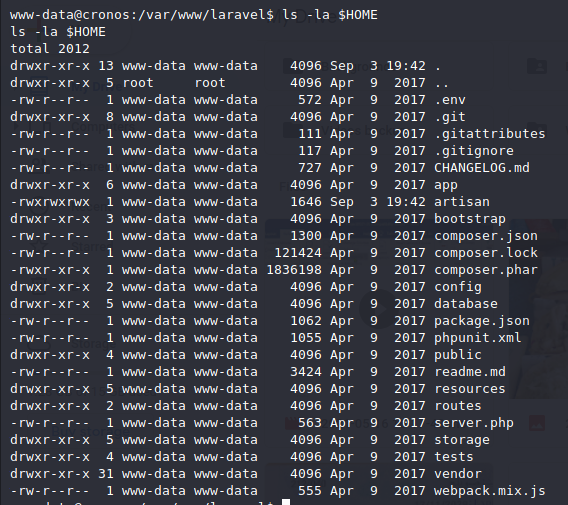 www-data@cronos:/var/www/laravel$ ls -la $HOME
ls -la $HOME
total 2012
drwxr-xr-x 13 www-data www-data    4096 Sep  3 19:42 .
drwxr-xr-x  5 root     root        4096 Apr  9  2017 ..
-rw-r--r--  1 www-data www-data     572 Apr  9  2017 .env
drwxr-xr-x  8 www-data www-data    4096 Apr  9  2017 .git
-rw-r--r--  1 www-data www-data     111 Apr  9  2017 .gitattributes
-rw-r--r--  1 www-data www-data     117 Apr  9  2017 .gitignore
-rw-r--r--  1 www-data www-data     727 Apr  9  2017 CHANGELOG.md
drwxr-xr-x  6 www-data www-data    4096 Apr  9  2017 app
-rwxrwxrwx  1 www-data www-data    1646 Sep  3 19:42 artisan
drwxr-xr-x  3 www-data www-data    4096 Apr  9  2017 bootstrap
-rw-r--r--  1 www-data www-data    1300 Apr  9  2017 composer.json
-rw-r--r--  1 www-data www-data  121424 Apr  9  2017 composer.lock
-rwxr-xr-x  1 www-data www-data 1836198 Apr  9  2017 composer.phar
drwxr-xr-x  2 www-data www-data    4096 Apr  9  2017 config
drwxr-xr-x  5 www-data www-data    4096 Apr  9  2017 database
-rw-r--r--  1 www-data www-data    1062 Apr  9  2017 package.json
-rw-r--r--  1 www-data www-data    1055 Apr  9  2017 phpunit.xml
drwxr-xr-x  4 www-data www-data    4096 Apr  9  2017 public
-rw-r--r--  1 www-data www-data    3424 Apr  9  2017 readme.md
drwxr-xr-x  5 www-data www-data    4096 Apr  9  2017 resources
drwxr-xr-x  2 www-data www-data    4096 Apr  9  2017 routes
-rw-r--r--  1 www-data www-data     563 Apr  9  2017 server.php
drwxr-xr-x  5 www-data www-data    4096 Apr  9  2017 storage
drwxr-xr-x  4 www-data www-data    4096 Apr  9  2017 tests
drwxr-xr-x 31 www-data www-data    4096 Apr  9  2017 vendor
-rw-r--r--  1 www-data www-data     555 Apr  9  2017 webpack.mix.js